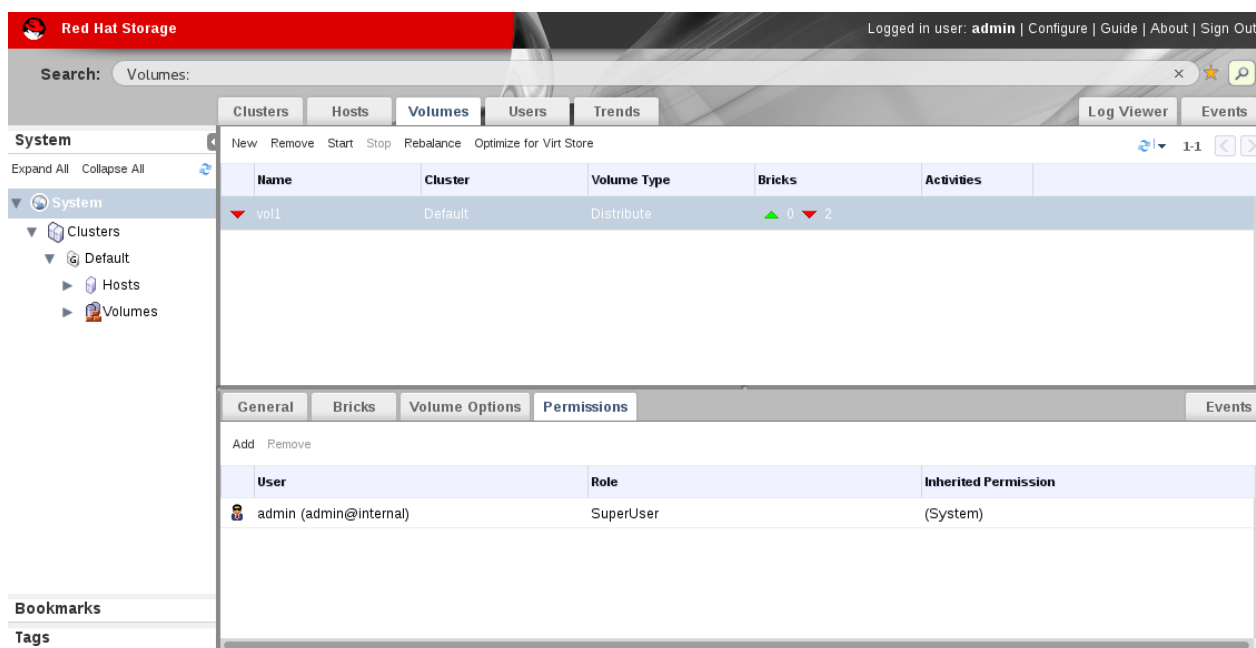 Red Hat Storage
Logged in user: admin | Configure | Guide | About | Sign Out
Search: Volumes:
Clusters Hosts Volumes Users Trends Log Viewer Events
System
New Remove Start Stop Rebalance Optimize for Virt Store 1-1
Expand All Collapse All
Name Cluster Volume Type Bricks Activities
System
vol1 Default Distribute 0 2
Clusters
G Default
Hosts
Volumes
General Bricks Volume Options Permissions Events
Add Remove
User Role Inherited Permission
admin (admin@internal) SuperUser (System)
Bookmarks
Tags